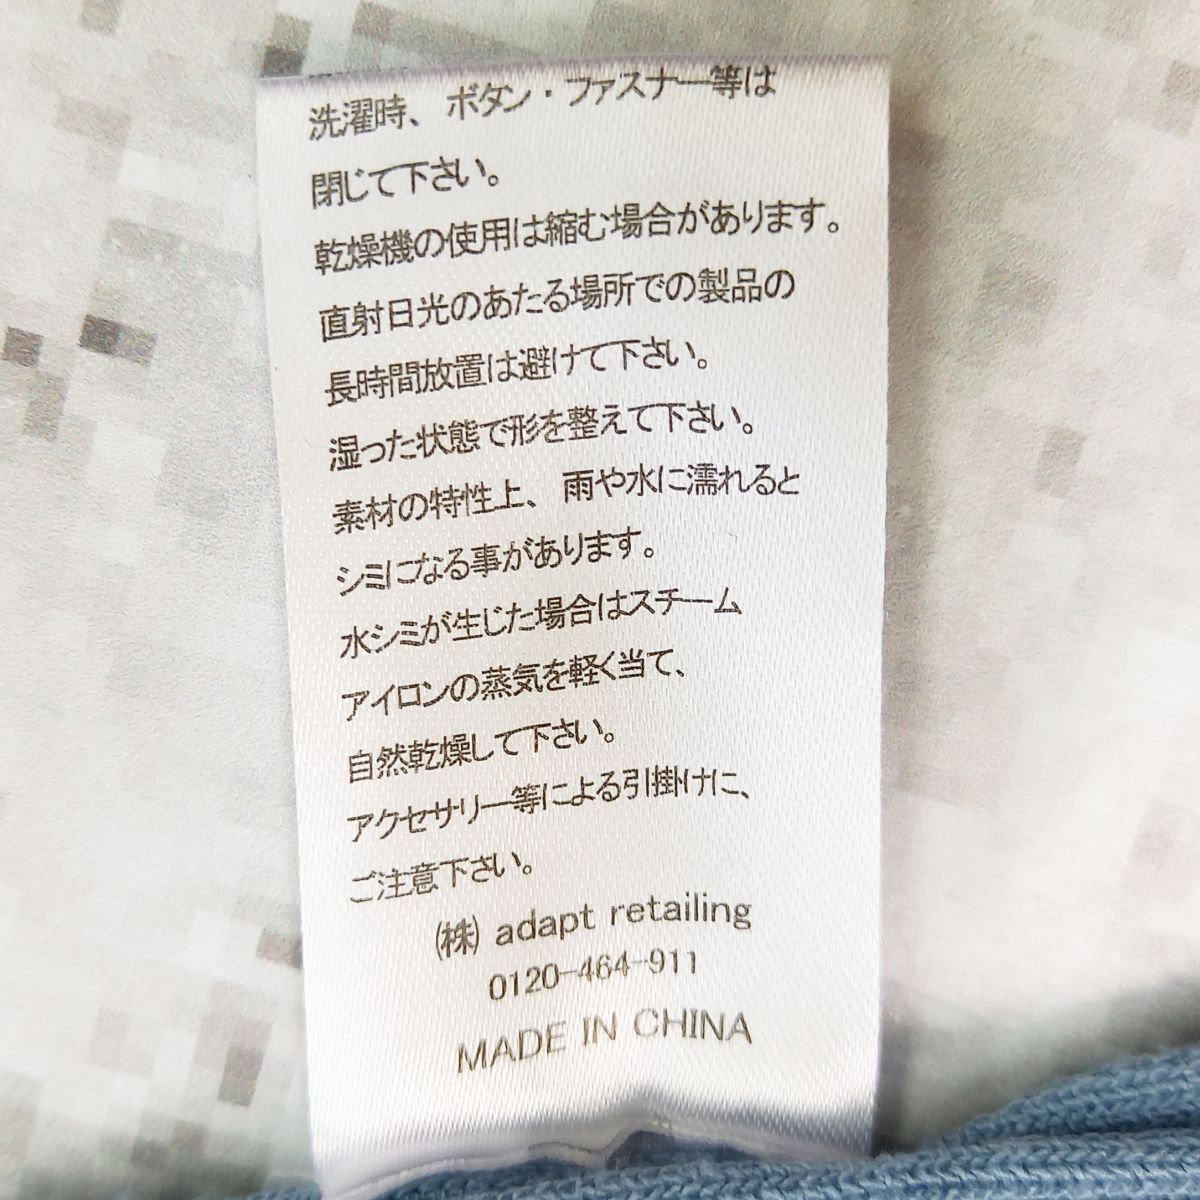 洗濯時、ボタン・ファスナー等は
閉じて下さい。
乾燥機の使用は縮む場合があります。
直射日光のあたる場所での製品の
長時間放置は避けて下さい。
湿った状態で形を整えて下さい。
素材の特性上、雨や水に濡れると
シミになる事があります。
水シミが生じた場合はスチーム
アイロンの蒸気を軽く当て、
自然乾燥して下さい。
アクセサリー等による引掛けに、
ご注意下さい。
㈱ adapt retailing
0120-464-911
MADE IN CHINA